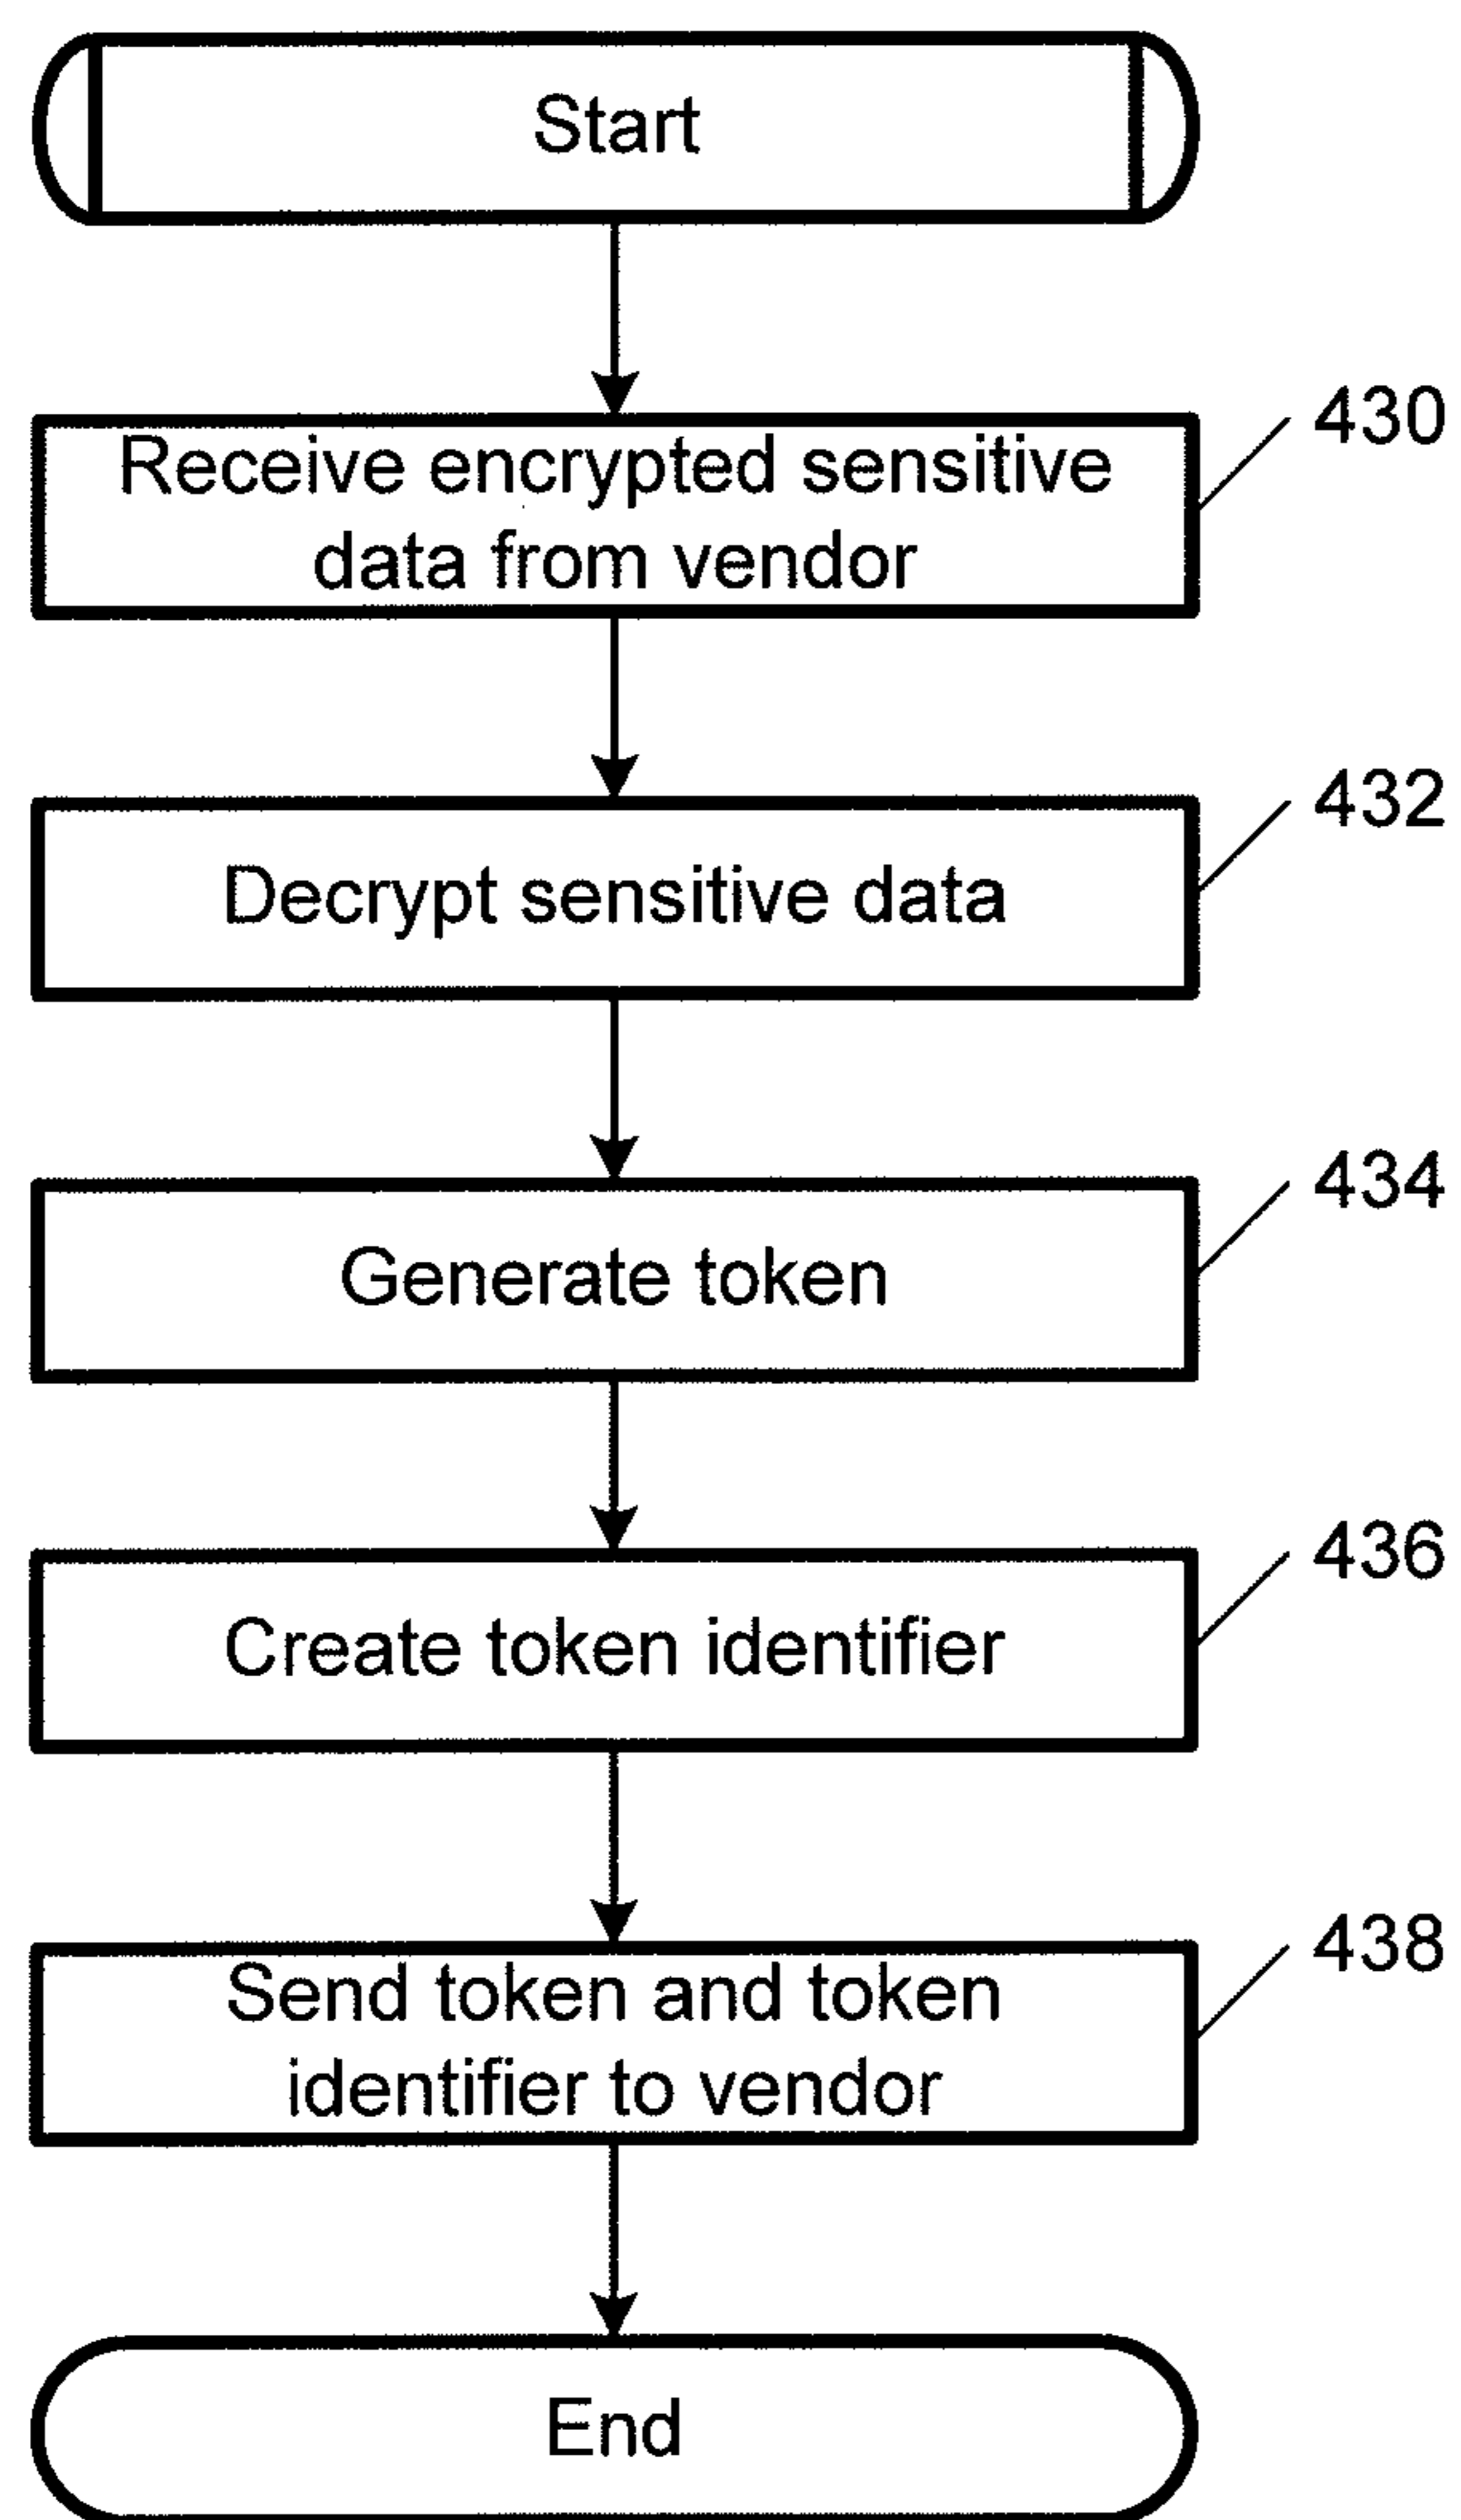 Start
430
Receive encrypted sensitive
data from vendor
432
Decrypt sensitive data
434
Generate token
436
Create token identifier
438
Send token and token
identifier to vendor
End